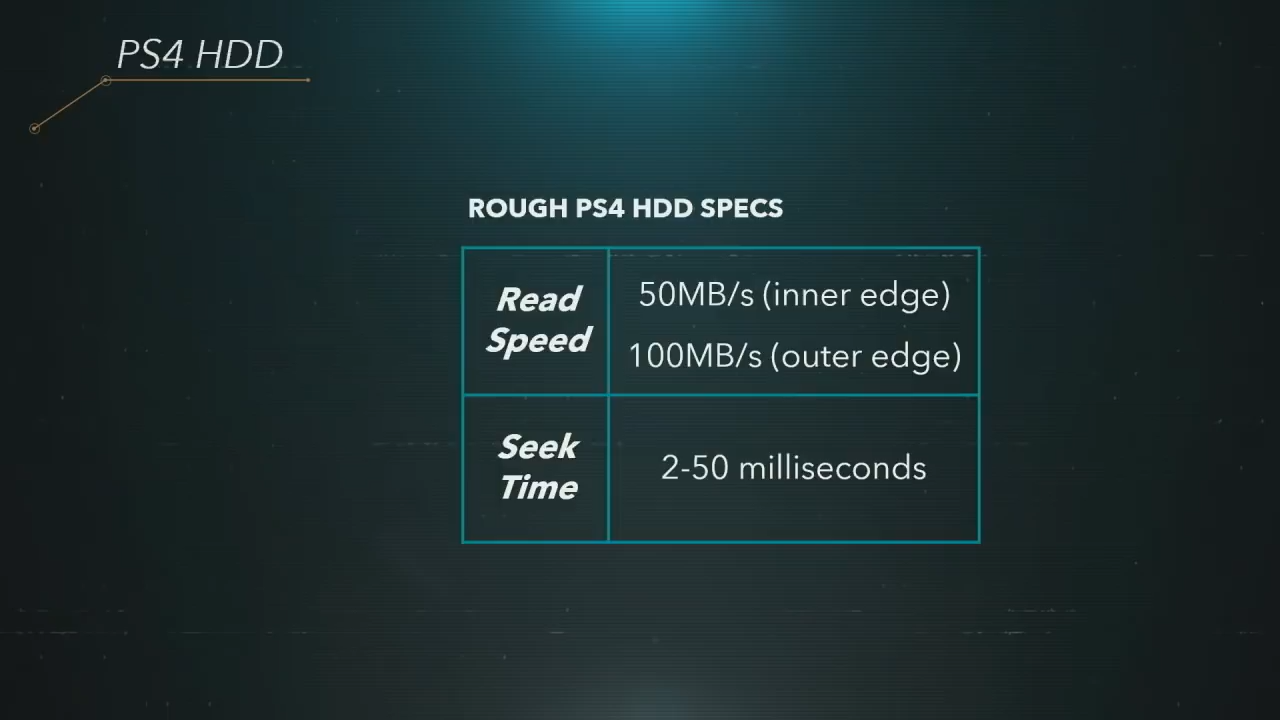 PS4 HDD
ROUGH PS4 HDD SPECS
Read
Speed
50MB/s (inner edge)
100MB/s (outer edge)
Seek
Time
2-50 milliseconds